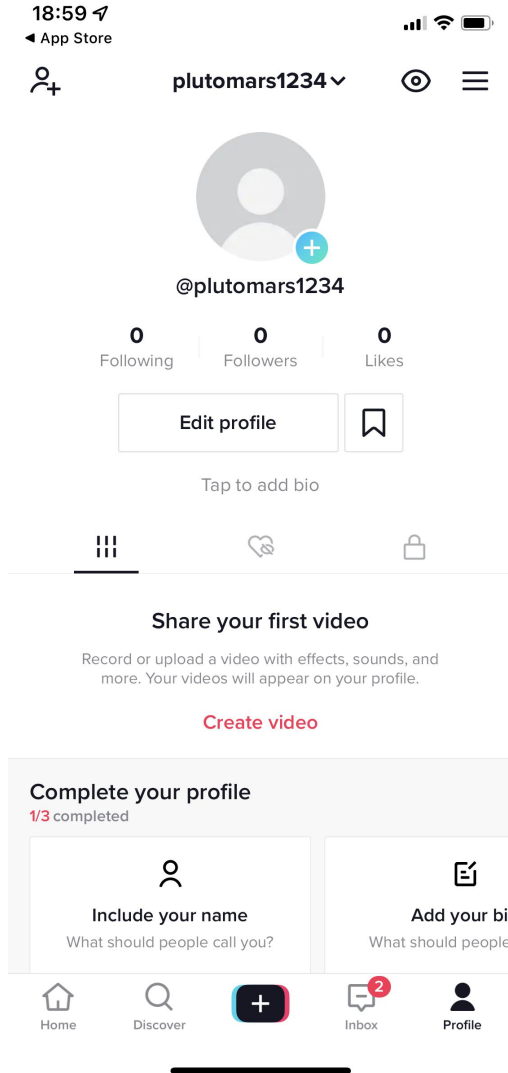 18:59
App Store
plutomars1234
@plutomars1234
0 0 0
Following Followers Likes
Edit profile
Tap to add bio
Share your first video
Record or upload a video with effects, sounds, and
more. Your videos will appear on your profile.
Create video
Complete your profile
1/3 completed
Include your name
What should people call you?
Add your bi
What should people
2
Home Discover Inbox Profile